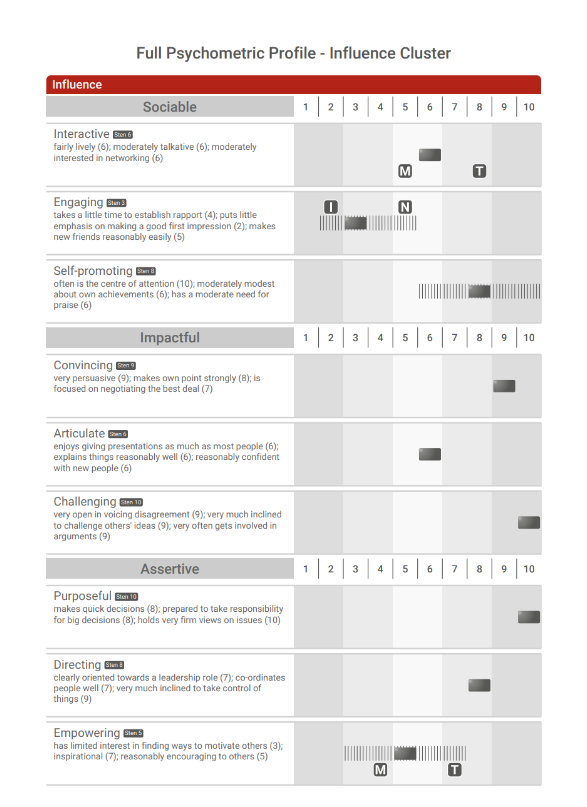 Full Psychometric Profile - Influence Cluster
Influence
Sociable 1 2 3 4 5 6 7 8 9 10
Interactive Sten 6
fairly lively (6); moderately talkative (6); moderately
interested in networking (6)
M T
Engaging Sten 3
takes a little time to establish rapport (4); puts little
emphasis on making a good first impression (2); makes
new friends reasonably easily (5)
I N
Self-promoting Sten 8
often is the centre of attention (10); moderately modest
about own achievements (6); has a moderate need for
praise (6)
Impactful 1 2 3 4 5 6 7 8 9 10
Convincing Sten 9
very persuasive (9); makes own point strongly (8); is
focused on negotiating the best deal (7)
Articulate Sten 6
enjoys giving presentations as much as most people (6);
explains things reasonably well (6); reasonably confident
with new people (6)
Challenging Sten 10
very open in voicing disagreement (9); very much inclined
to challenge others' ideas (9); very often gets involved in
arguments (9)
Assertive 1 2 3 4 5 6 7 8 9 10
Purposeful Sten 10
makes quick decisions (8); prepared to take responsibility
for big decisions (8); holds very firm views on issues (10)
Directing Sten 8
clearly oriented towards a leadership role (7); co-ordinates
people well (7); very much inclined to take control of
things (9)
Empowering Sten 5
has limited interest in finding ways to motivate others (3);
inspirational (7); reasonably encouraging to others (5)
M T